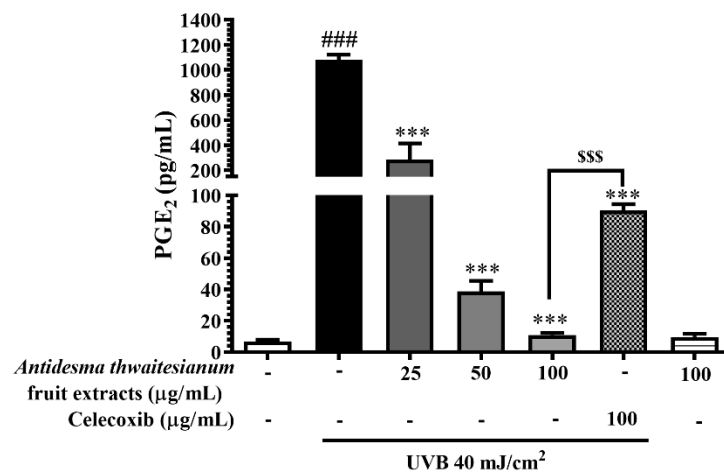 ###
***
$$$
***
***
***
PGE2 (pg/mL)
1400
1200
1000
800
600
400
200
100
80
60
40
20
0
Antidesma thwaitesianum
fruit extracts (μg/mL)
- - 25 50 100 - 100
Celecoxib (μg/mL)
- - - - - 100 -
UVB 40 mJ/cm²